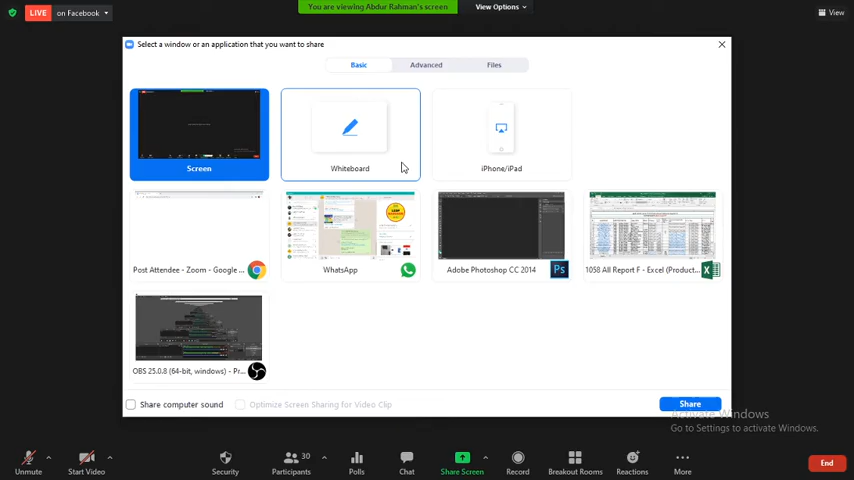 LIVE on Facebook
You are viewing Abdur Rahman's screen
View Options
View
Select a window or an application that you want to share
Basic
Advanced
Files
Screen
Whiteboard
iPhone/iPad
Post Attendee - Zoom - Google ...
WhatsApp
Adobe Photoshop CC 2014
Ps
1058 All Report F - Excel (Product...
OBS 25.0.8 (64-bit, windows) - Pr...
Share computer sound
Optimize Screen Sharing for Video Clip
Share
Activate Windows
Go to Settings to activate Windows.
Unmute
Start Video
Security
Participants
30
Polls
Chat
Share Screen
Record
Breakout Rooms
Reactions
More
End